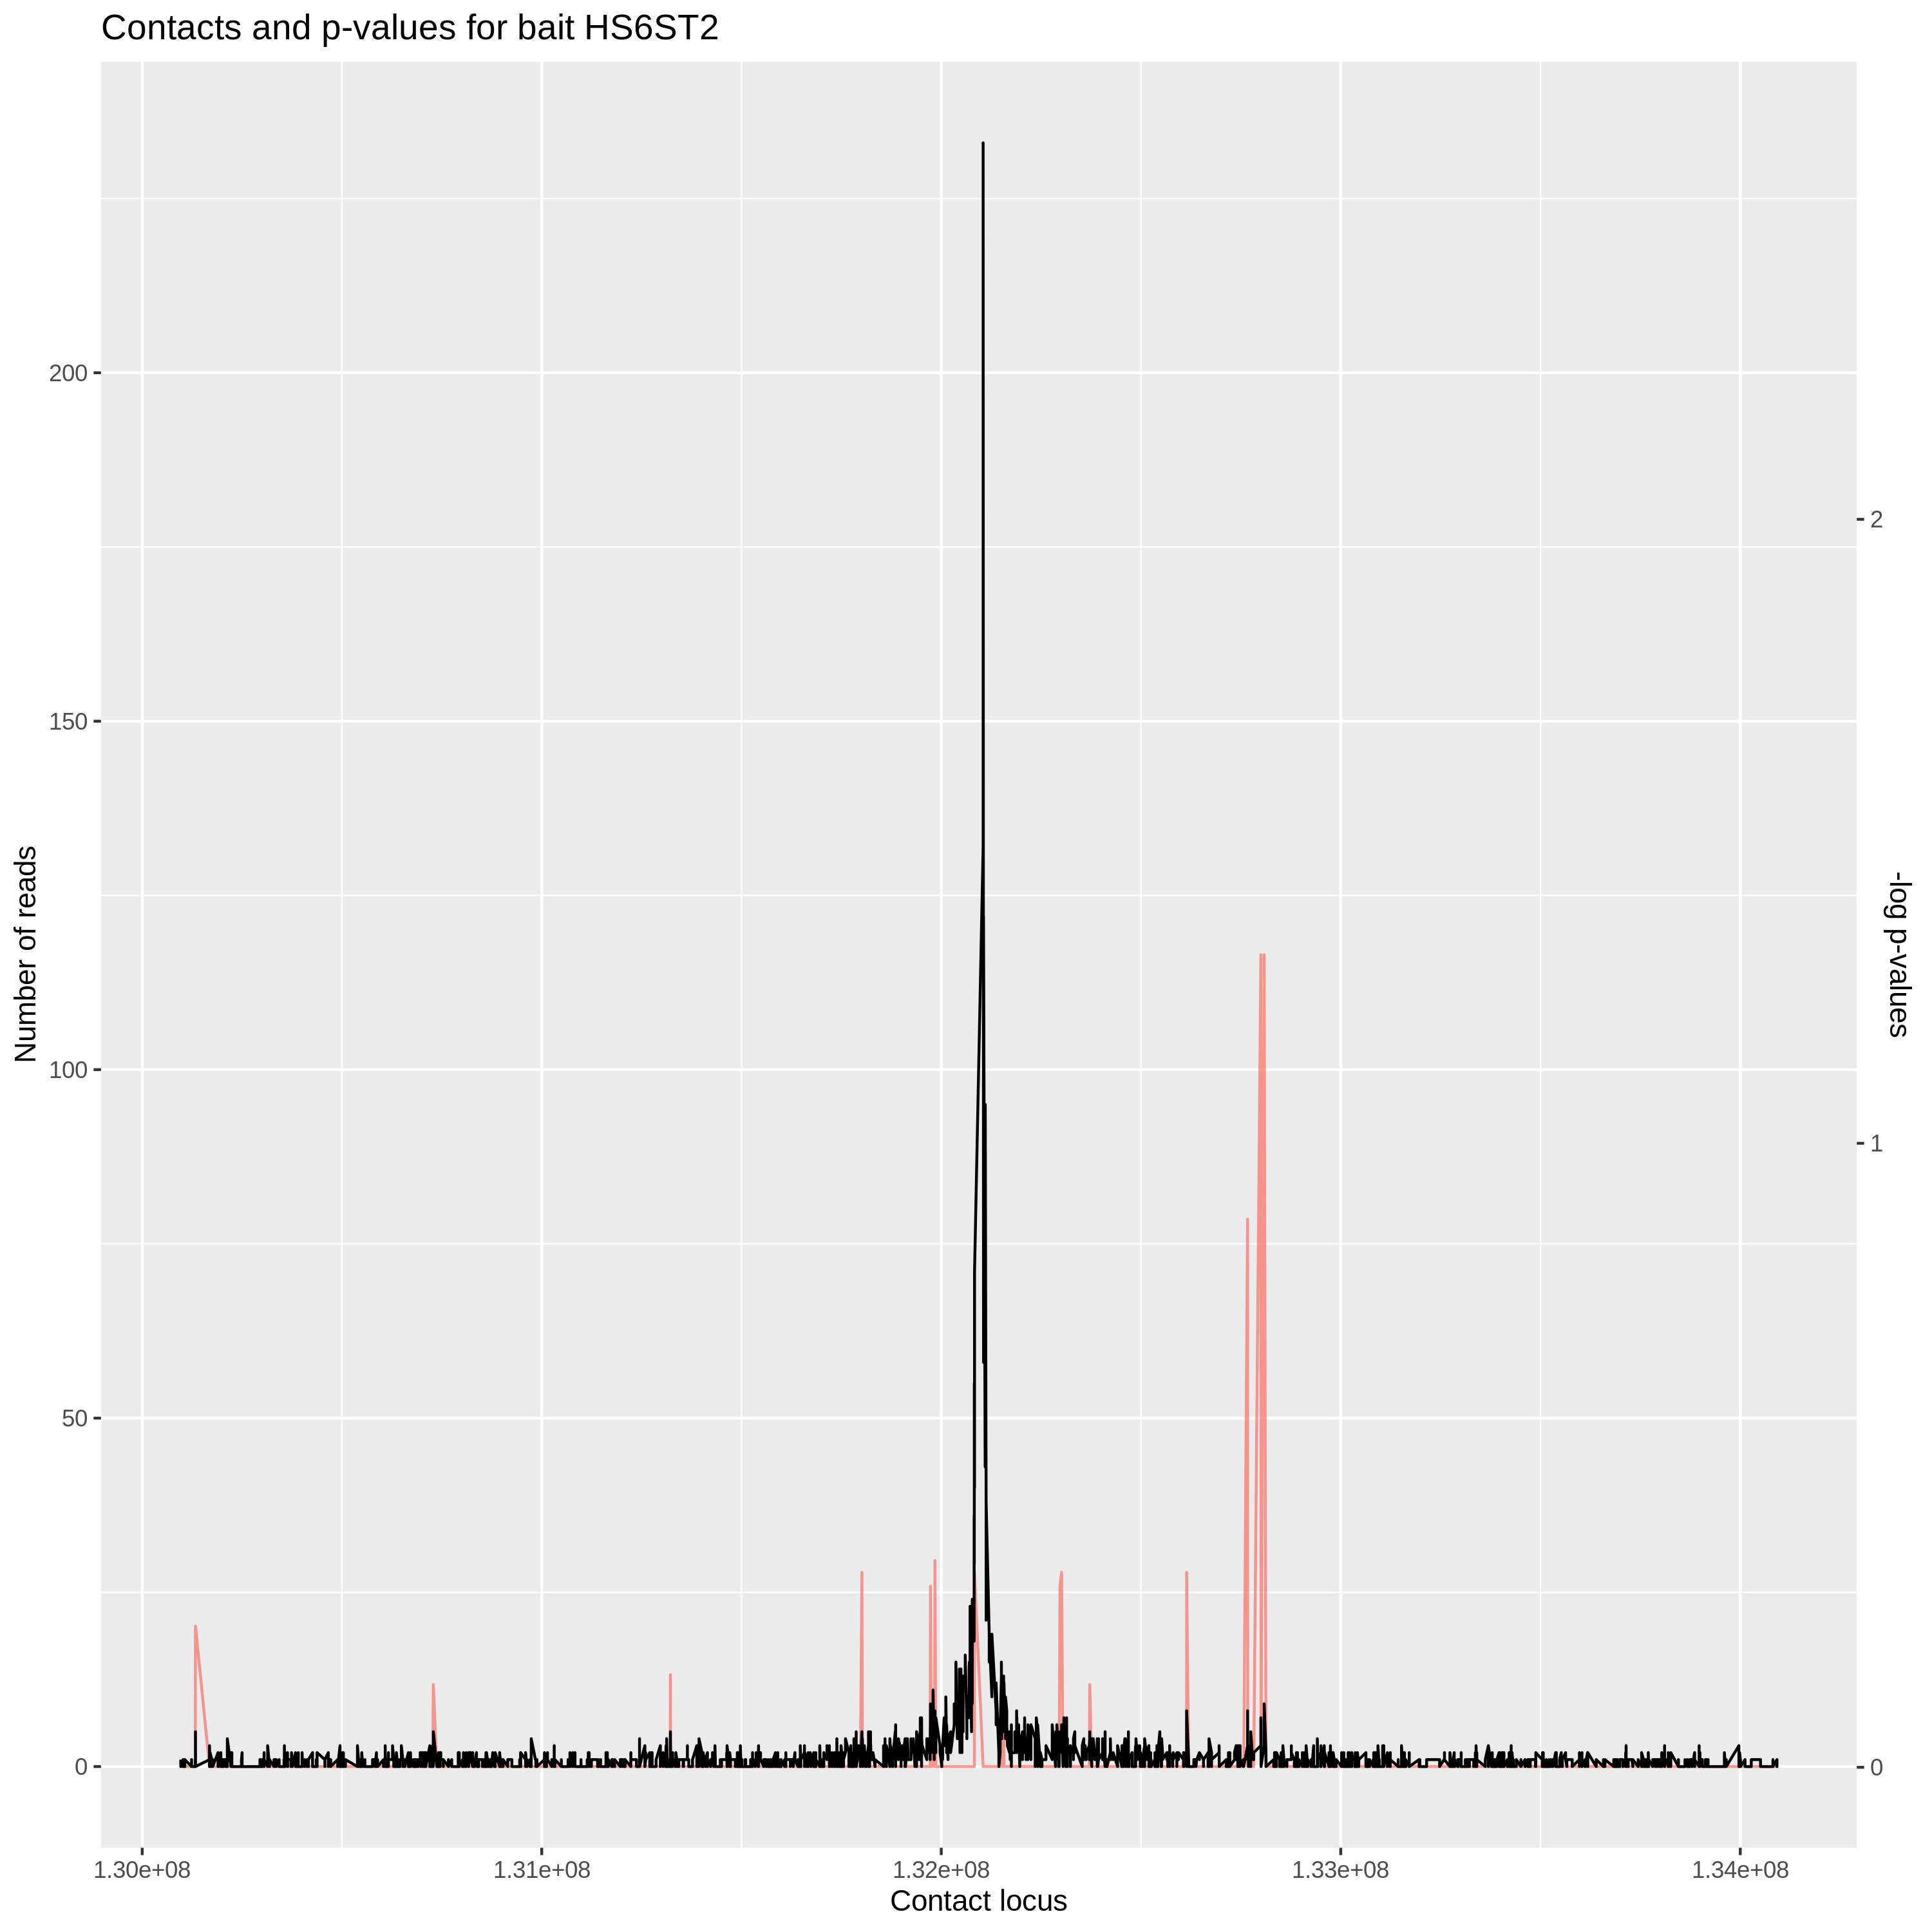 Contacts and p-values for bait HS6ST2
200
150
100
50
0
Number of reads
2
1
0
-log p-values
1.30e+08
1.31e+08
1.32e+08
1.33e+08
1.34e+08
Contact locus